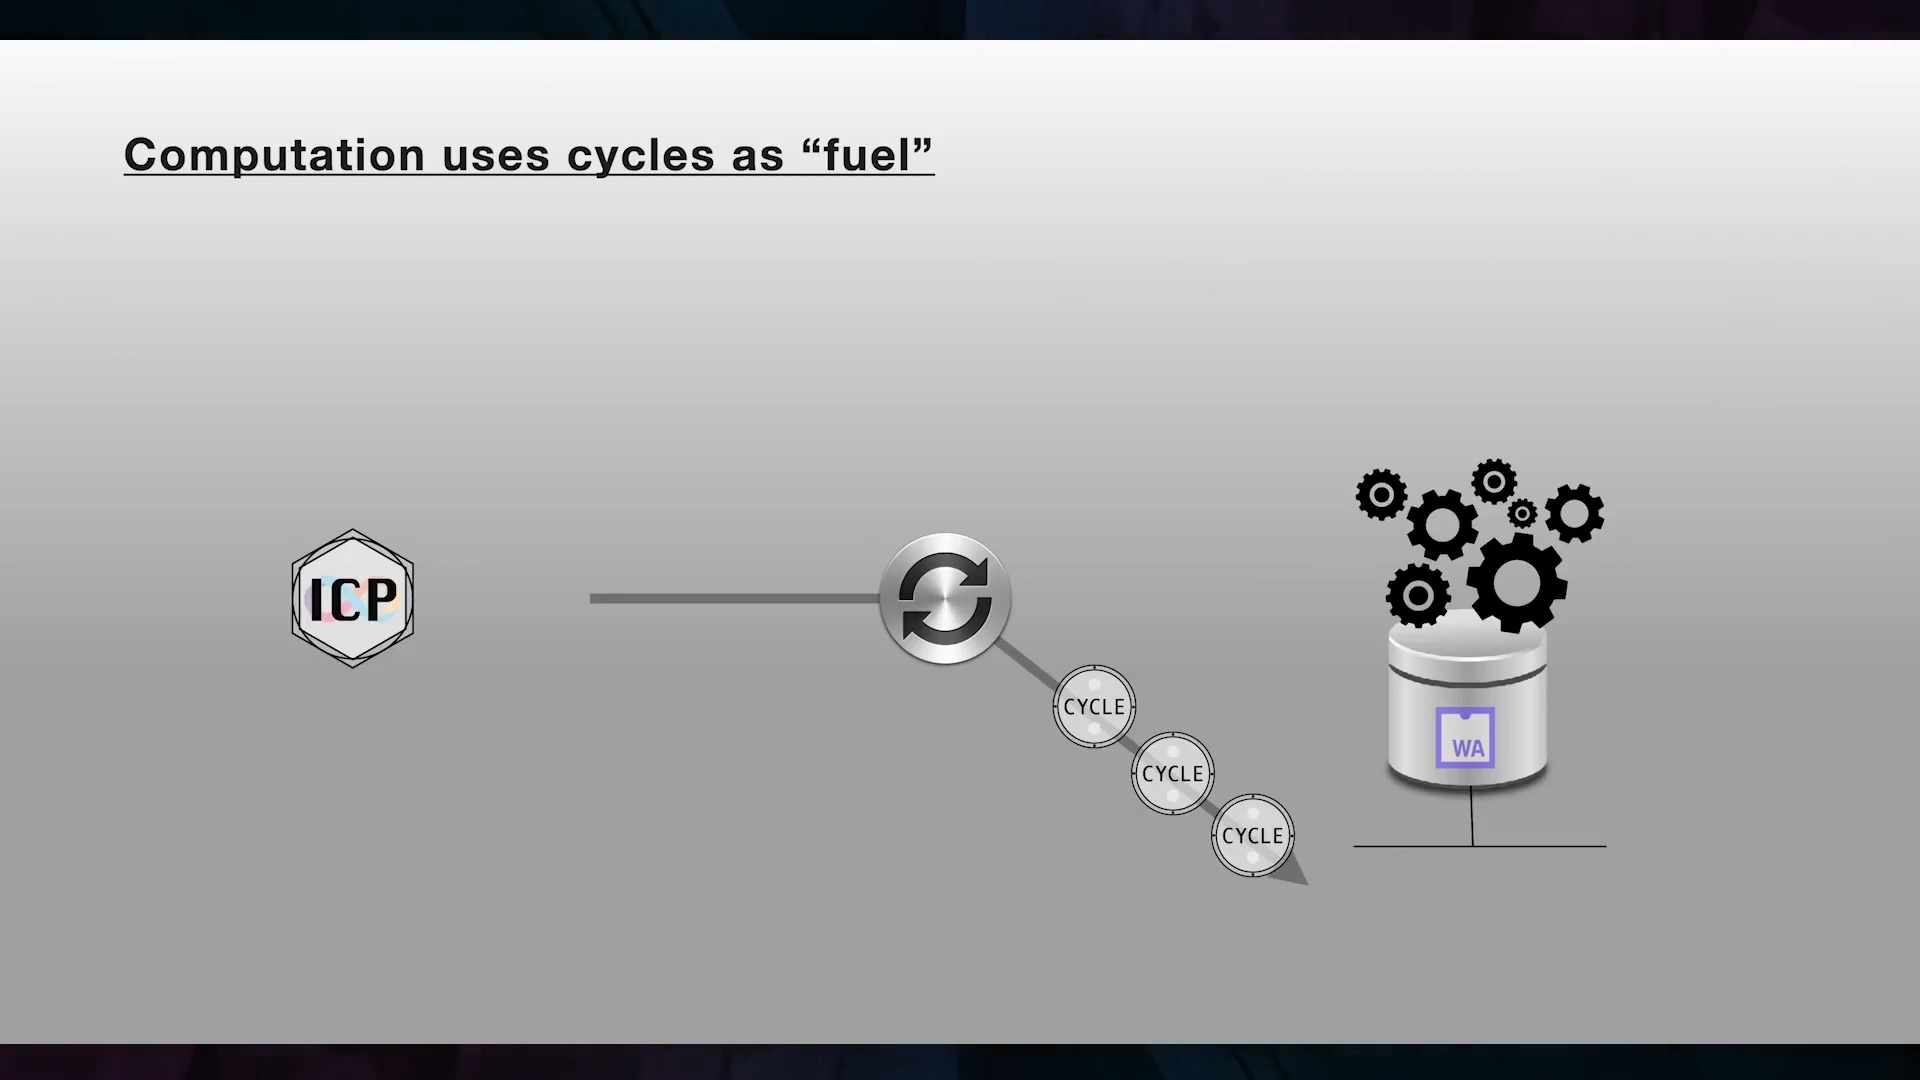 Computation uses cycles as “fuel”
ICP
CYCLE
CYCLE
CYCLE
WA